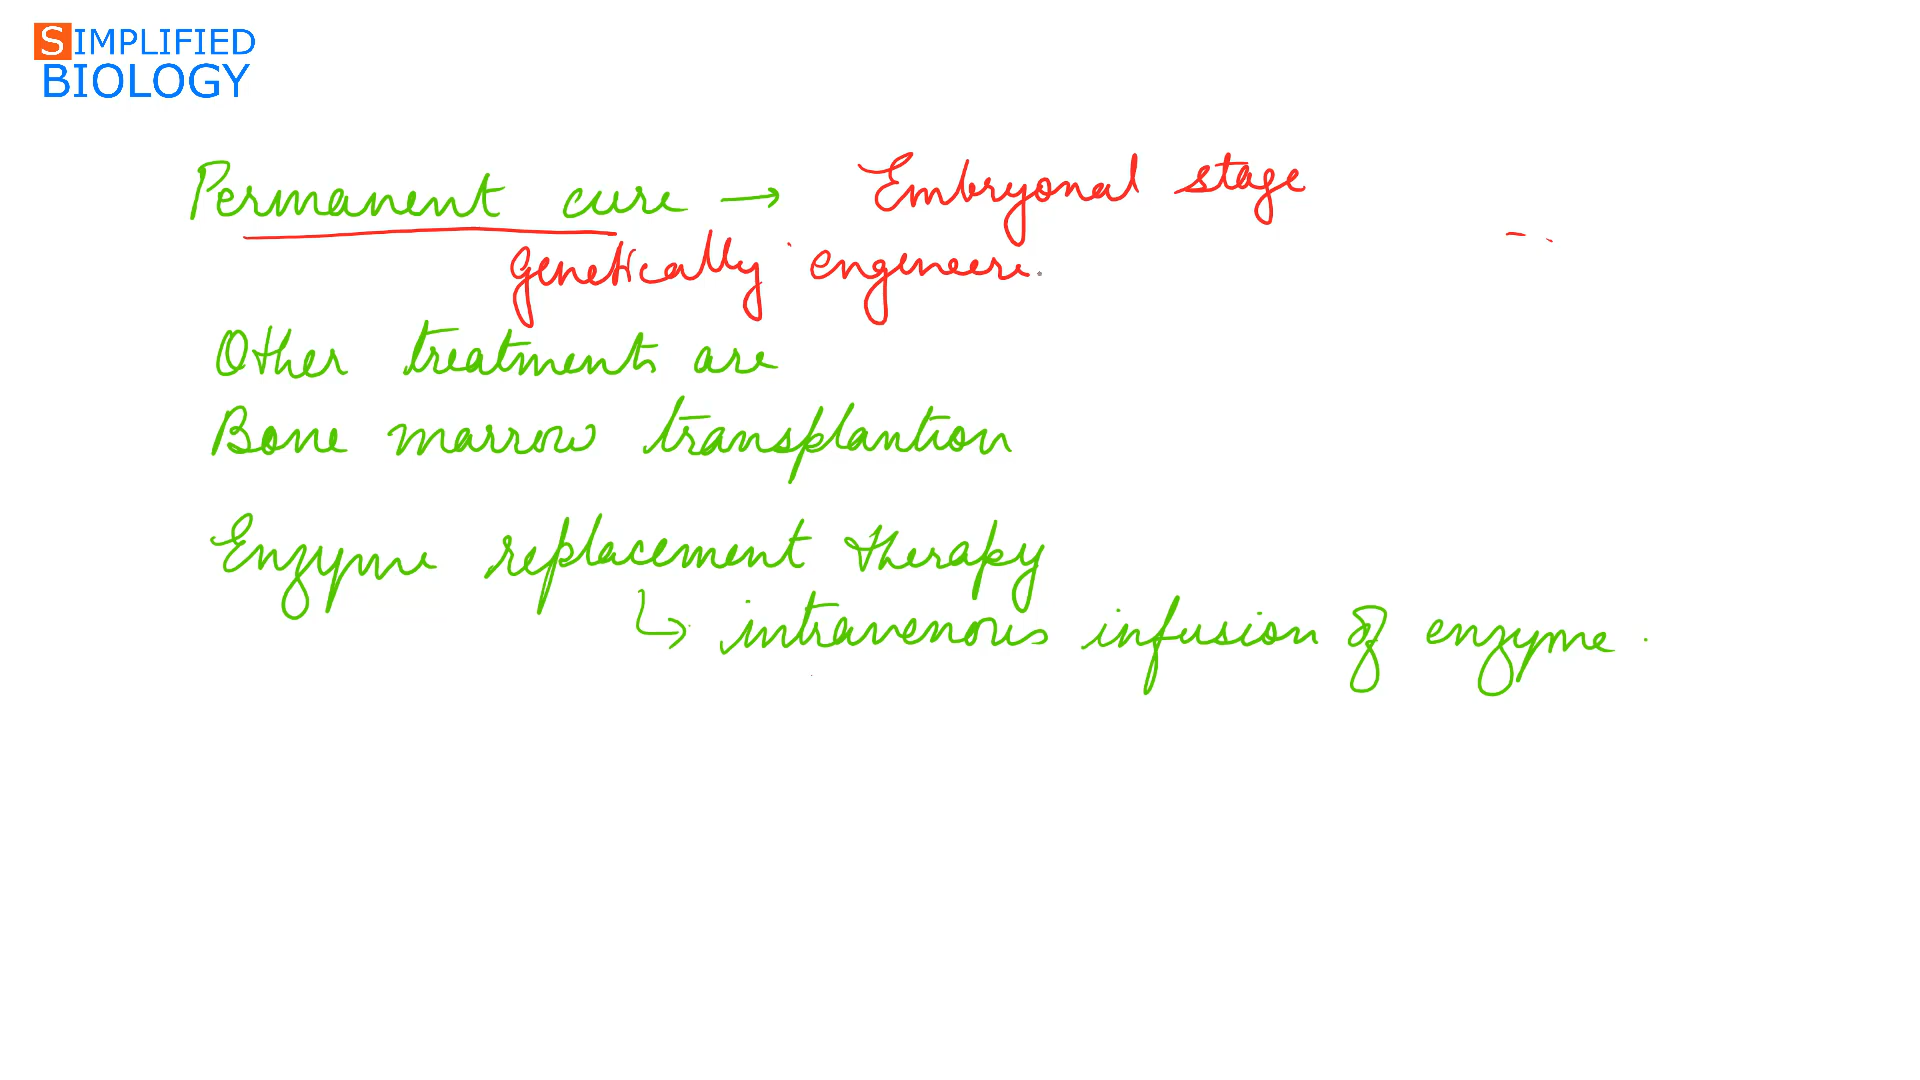 SIMPLIFIED
BIOLOGY
Permanent cure → Embryonal stage
genetically engineere
Other treatments are
Bone marrow transplantion
Enzyme replacement therapy
↳ intravenous infusion of enzyme.